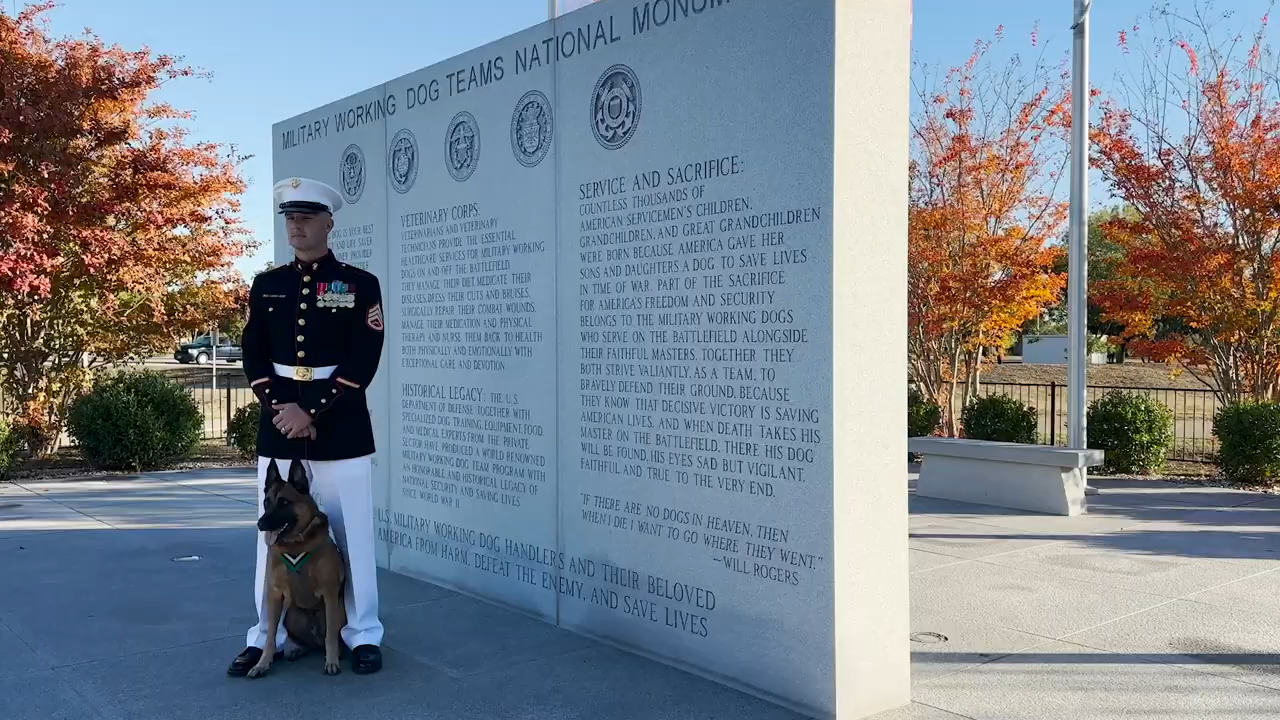 MILITARY WORKING DOG TEAMS NATIONAL
DOG IS YOUR BEST
AND LIFE SAVER
PROVIDER
VETERINARY CORPS:
VETERINARIANS AND VETERINARY
TECHNICIANS PROVIDE THE ESSENTIAL
HEALTHCARE SERVICES FOR MILITARY WORKING
DOGS ON AND OFF THE BATTLEFIELD.
THEY MANAGE THEIR DIET, MEDICATE THEIR
DISEASES, DRESS THEIR CUTS AND BRUISES,
SURGICALLY REPAIR THEIR COMBAT WOUNDS,
MANAGE THEIR MEDICATION AND PHYSICAL
THERAPY AND NURSE THEM BACK TO HEALTH
BOTH PHYSICALLY AND EMOTIONALLY WITH
EXCEPTIONAL CARE AND DEVOTION
HISTORICAL LEGACY: THE U.S.
DEPARTMENT OF DEFENSE TOGETHER WITH
SPECIALIZED DOG TRAINING, EQUIPMENT, FOOD
AND MEDICAL EXPERTS FROM THE PRIVATE
SECTOR HAVE PRODUCED A WORLD RENOWNED
MILITARY WORKING DOG TEAM PROGRAM WITH
AN HONORABLE AND HISTORICAL LEGACY OF
NATIONAL SECURITY AND SAVING LIVES
SINCE WORLD WAR II
SERVICE AND SACRIFICE:
COUNTLESS THOUSANDS OF
AMERICAN SERVICEMEN'S CHILDREN,
GRANDCHILDREN, AND GREAT GRANDCHILDREN
WERE BORN BECAUSE AMERICA GAVE HER
SONS AND DAUGHTERS A DOG TO SAVE LIVES
IN TIME OF WAR. PART OF THE SACRIFICE
FOR AMERICA'S FREEDOM AND SECURITY
BELONGS TO THE MILITARY WORKING DOGS
WHO SERVE ON THE BATTLEFIELD ALONGSIDE
THEIR FAITHFUL MASTERS. TOGETHER THEY
BOTH STRIVE VALIANTLY, AS A TEAM, TO
BRAVELY DEFEND THEIR GROUND, BECAUSE
THEY KNOW THAT DECISIVE VICTORY IS SAVING
AMERICAN LIVES. AND WHEN DEATH TAKES HIS
MASTER ON THE BATTLEFIELD, THERE HIS DOG
WILL BE FOUND, HIS EYES SAD BUT VIGILANT,
FAITHFUL AND TRUE TO THE VERY END.
"IF THERE ARE NO DOGS IN HEAVEN, THEN
WHEN I DIE I WANT TO GO WHERE THEY WENT."
—WILL ROGERS
U.S. MILITARY WORKING DOG HANDLERS AND THEIR BELOVED
AMERICA FROM HARM, DEFEAT THE ENEMY, AND SAVE LIVES